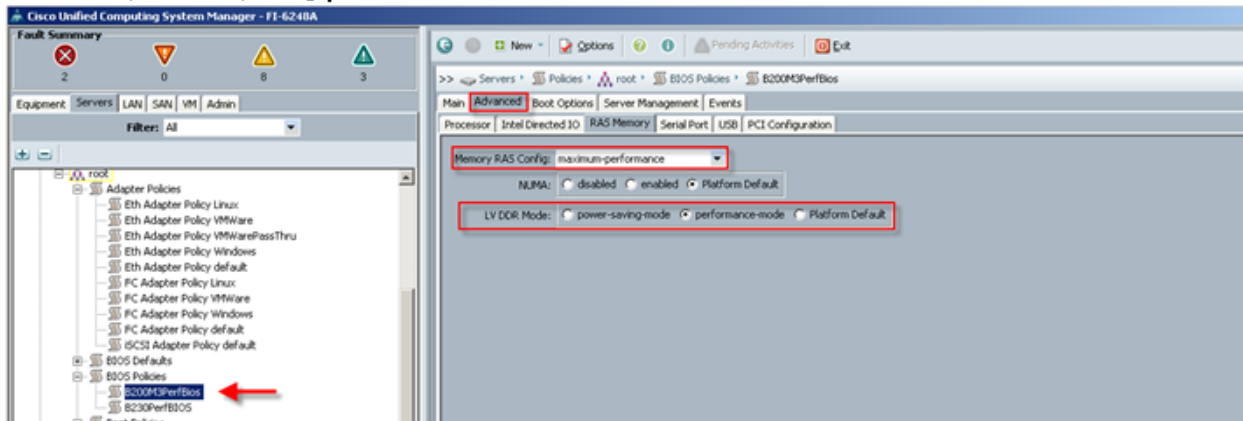 Cisco Unified Computing System Manager - FI-6248A
Fault Summary
2 0 8 3
New Options Pending Activities Exit
>> Servers Policies root BIOS Policies B200M3PerfBios
Equipment Servers LAN SAN VM Admin
Filter: All
Main Advanced Boot Options Server Management Events
Processor Intel Directed IO RAS Memory Serial Port USB PCI Configuration
root
Adapter Policies
Eth Adapter Policy Linux
Eth Adapter Policy VMWare
Eth Adapter Policy VMWarePassThru
Eth Adapter Policy Windows
Eth Adapter Policy default
FC Adapter Policy Linux
FC Adapter Policy VMWare
FC Adapter Policy Windows
FC Adapter Policy default
iSCSI Adapter Policy default
BIOS Defaults
BIOS Policies
B200M3PerfBios
B230PerfBIOS
Memory RAS Config: maximum-performance
NUMA: disabled enabled Platform Default
LV DDR Mode: power-saving-mode performance-mode Platform Default